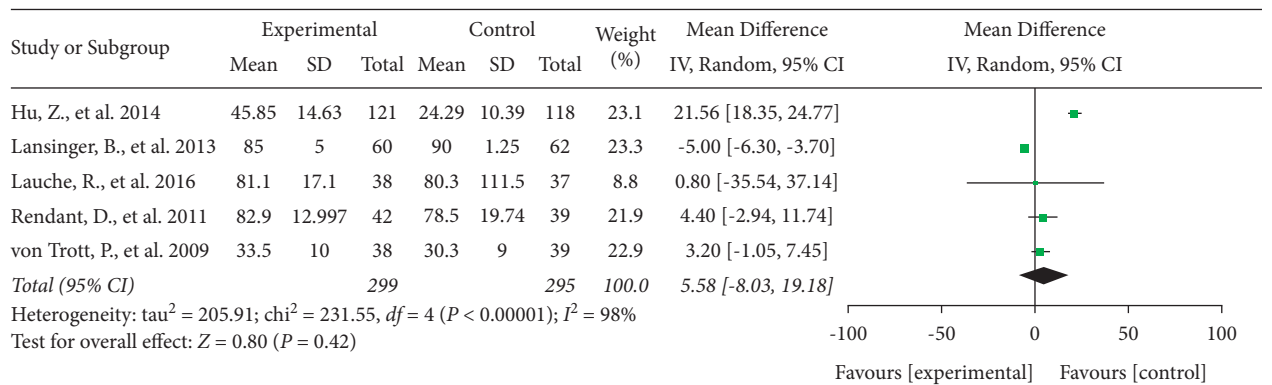 Study or Subgroup Experimental Control Weight (%) Mean Difference Mean Difference
Mean SD Total Mean SD Total IV, Random, 95% CI IV, Random, 95% CI
Hu, Z., et al. 2014 45.85 14.63 121 24.29 10.39 118 23.1 21.56 [18.35, 24.77]
Lansinger, B., et al. 2013 85 5 60 90 1.25 62 23.3 -5.00 [-6.30, -3.70]
Lauche, R., et al. 2016 81.1 17.1 38 80.3 111.5 37 8.8 0.80 [-35.54, 37.14]
Rendant, D., et al. 2011 82.9 12.997 42 78.5 19.74 39 21.9 4.40 [-2.94, 11.74]
von Trott, P., et al. 2009 33.5 10 38 30.3 9 39 22.9 3.20 [-1.05, 7.45]
Total (95% CI) 299 295 100.0 5.58 [-8.03, 19.18]
Heterogeneity: tau² = 205.91; chi² = 231.55, df = 4 (P < 0.00001); I² = 98%
Test for overall effect: Z = 0.80 (P = 0.42)
-100 -50 0 50 100
Favours [experimental] Favours [control]